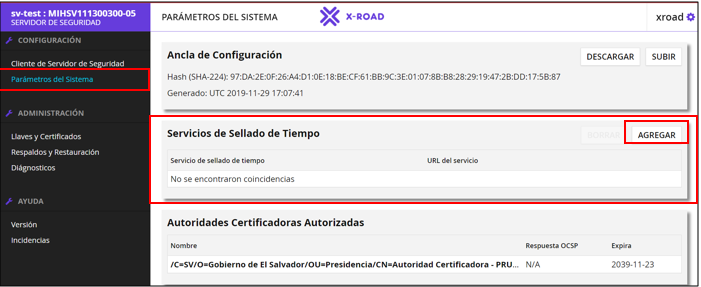 sv-test : MIHSV111300300-05
SERVIDOR DE SEGURIDAD
PARÁMETROS DEL SISTEMA
X-ROAD
xroad
CONFIGURACIÓN
Cliente de Servidor de Seguridad
Parámetros del Sistema
ADMINISTRACIÓN
Llaves y Certificados
Respaldos y Restauración
Diágnosticos
AYUDA
Versión
Incidencias
Ancla de Configuración
DESCARGAR
SUBIR
Hash (SHA-224): 97:DA:2E:0F:26:A4:D1:0E:18:BE:CF:61:BB:9C:3E:01:07:8B:B8:28:29:19:47:2B:DD:17:5B:87
Generado: UTC 2019-11-29 17:07:41
Servicios de Sellado de Tiempo
BORRAR
AGREGAR
Servicio de sellado de tiempo URL del servicio
No se encontraron coincidencias
Autoridades Certificadoras Autorizadas
Nombre Respuesta OCSP Expira
/C=SV/O=Gobierno de El Salvador/OU=Presidencia/CN=Autoridad Certificadora - PRU... N/A 2039-11-23